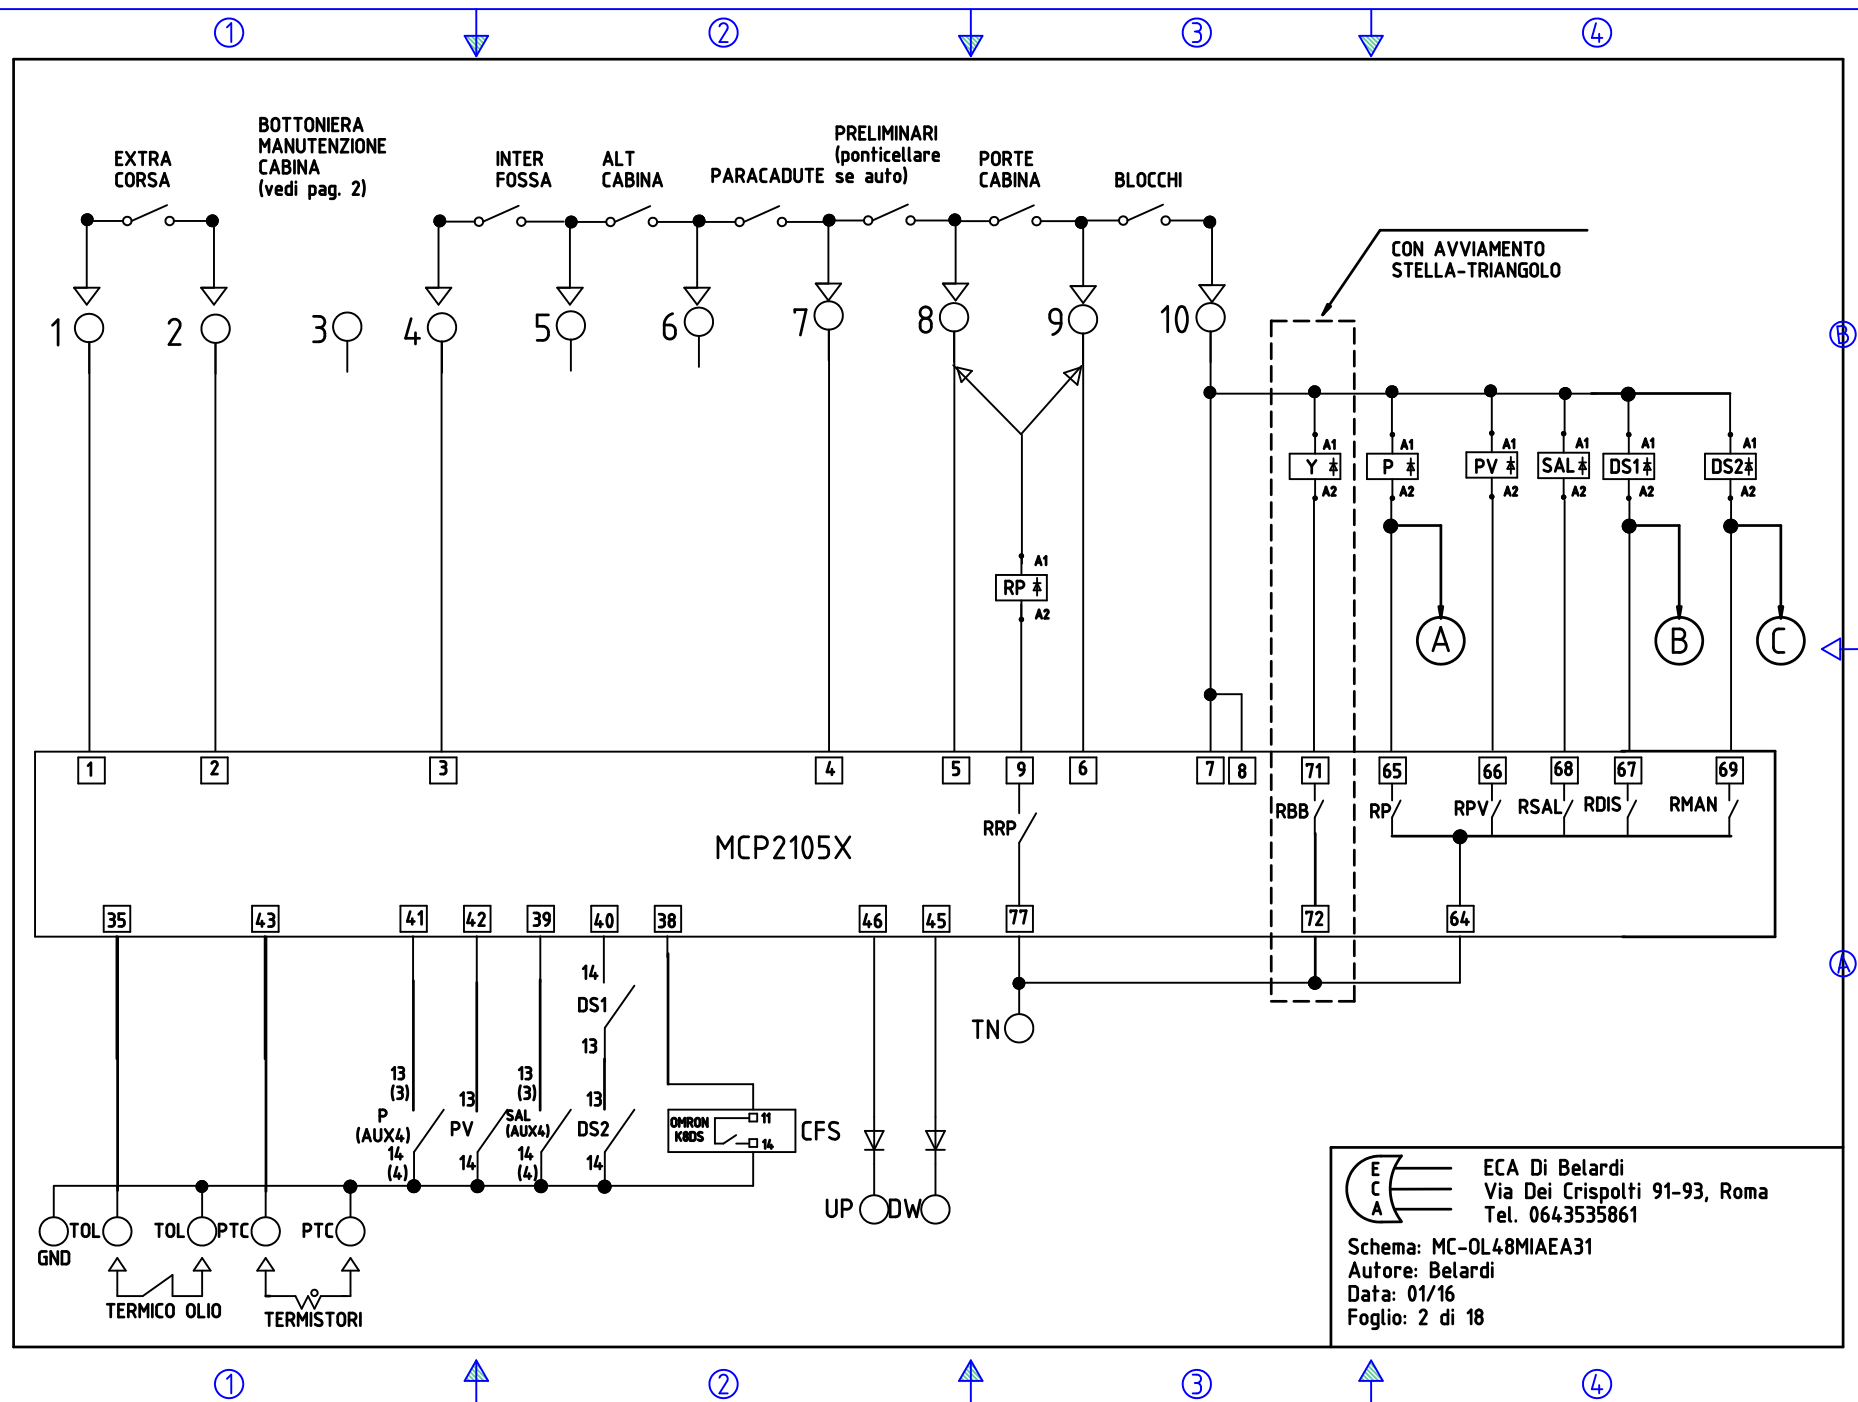 1 2 3 4
EXTRA
CORSA
BOTTONIERA
MANUTENZIONE
CABINA
(vedi pag. 2)
INTER
FOSSA
ALT
CABINA
PARACADUTE
PRELIMINARI
(ponticellare
se auto)
PORTE
CABINA
BLOCCHI
CON AVVIAMENTO
STELLA-TRIANGOLO
1 2 3 4 5 6 7 8 9 10
B
A1 A1 A1 A1 A1 A1
Y P PV SAL DS1 DS2
A2 A2 A2 A2 A2 A2
A1
RP
A2
A B C
1 2 3 4 5 9 6 7 8 71 65 66 68 67 69
RRP RBB RP RPV RSAL RDIS RMAN
MCP2105X
35 43 41 42 39 40 38 46 45 77 72 64
A
14
DS1
13
TN
13
(3)
P
(AUX4)
14
(4)
13
PV
14
13
(3)
SAL
(AUX4)
14
(4)
13
DS2
14
OMRON
K8DS
11
14
CFS
UP DW
GND
TOL TOL PTC PTC
TERMICO OLIO
TERMISTORI
E
C
A
ECA Di Belardi
Via Dei Crispolti 91-93, Roma
Tel. 0643535861
Schema: MC-OL48MIAEA31
Autore: Belardi
Data: 01/16
Foglio: 2 di 18
1 2 3 4